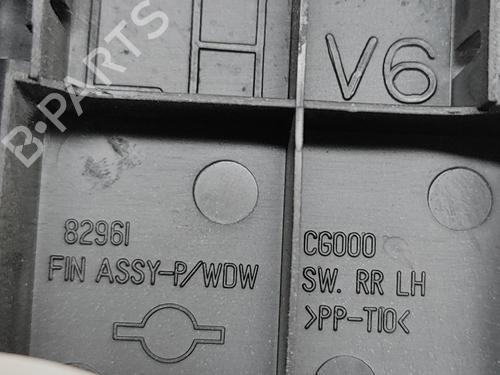 V6
B-PARTS
82961 CG000
FIN ASSY-P/WDW SW. RR LH
>PP-T10<